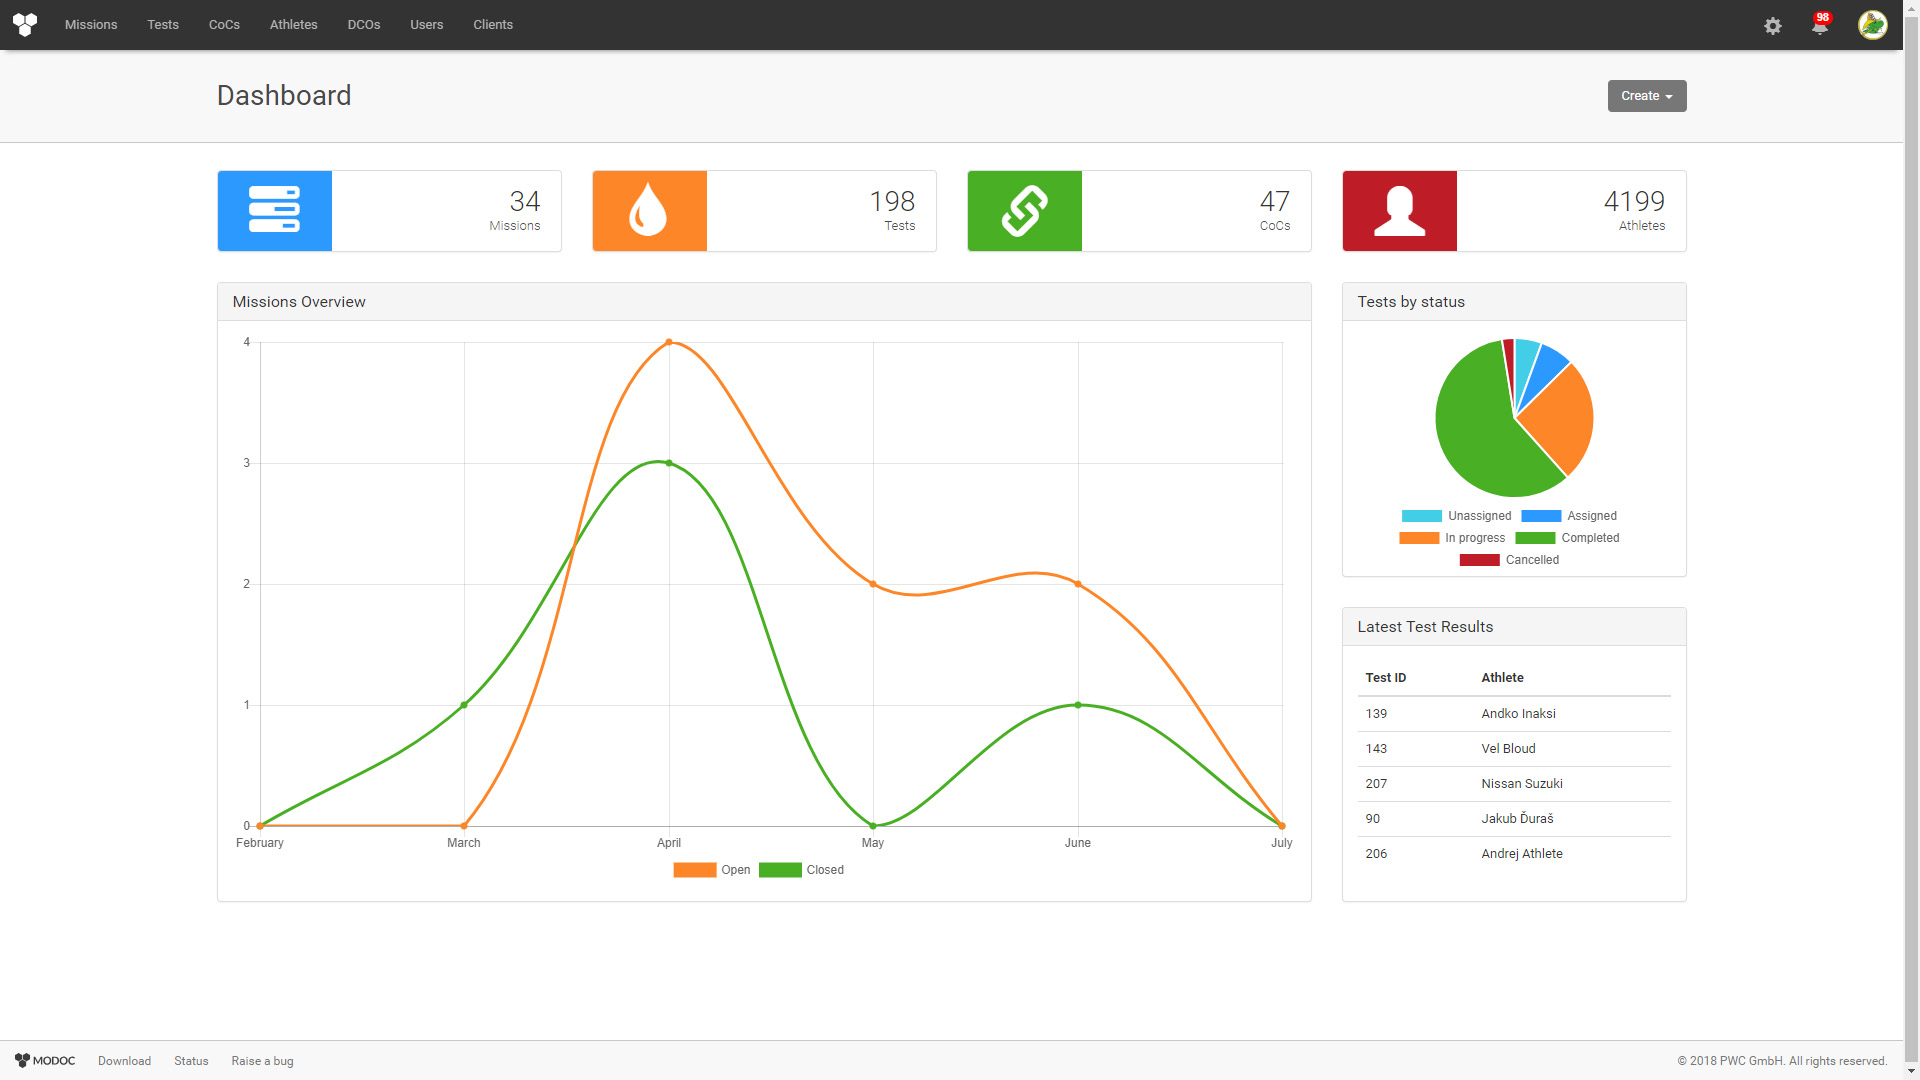 Missions Tests CoCs Athletes DCOs Users Clients 98
Dashboard
Create
34
Missions
198
Tests
47
CoCs
4199
Athletes
Missions Overview
4
3
2
1
0
February March April May June July
Open Closed
Tests by status
Unassigned Assigned
In progress Completed
Cancelled
Latest Test Results
Test ID Athlete
139 Andko Inaksi
143 Vel Bloud
207 Nissan Suzuki
90 Jakub Ďuraš
206 Andrej Athlete
MODOC Download Status Raise a bug © 2018 PWC GmbH. All rights reserved.